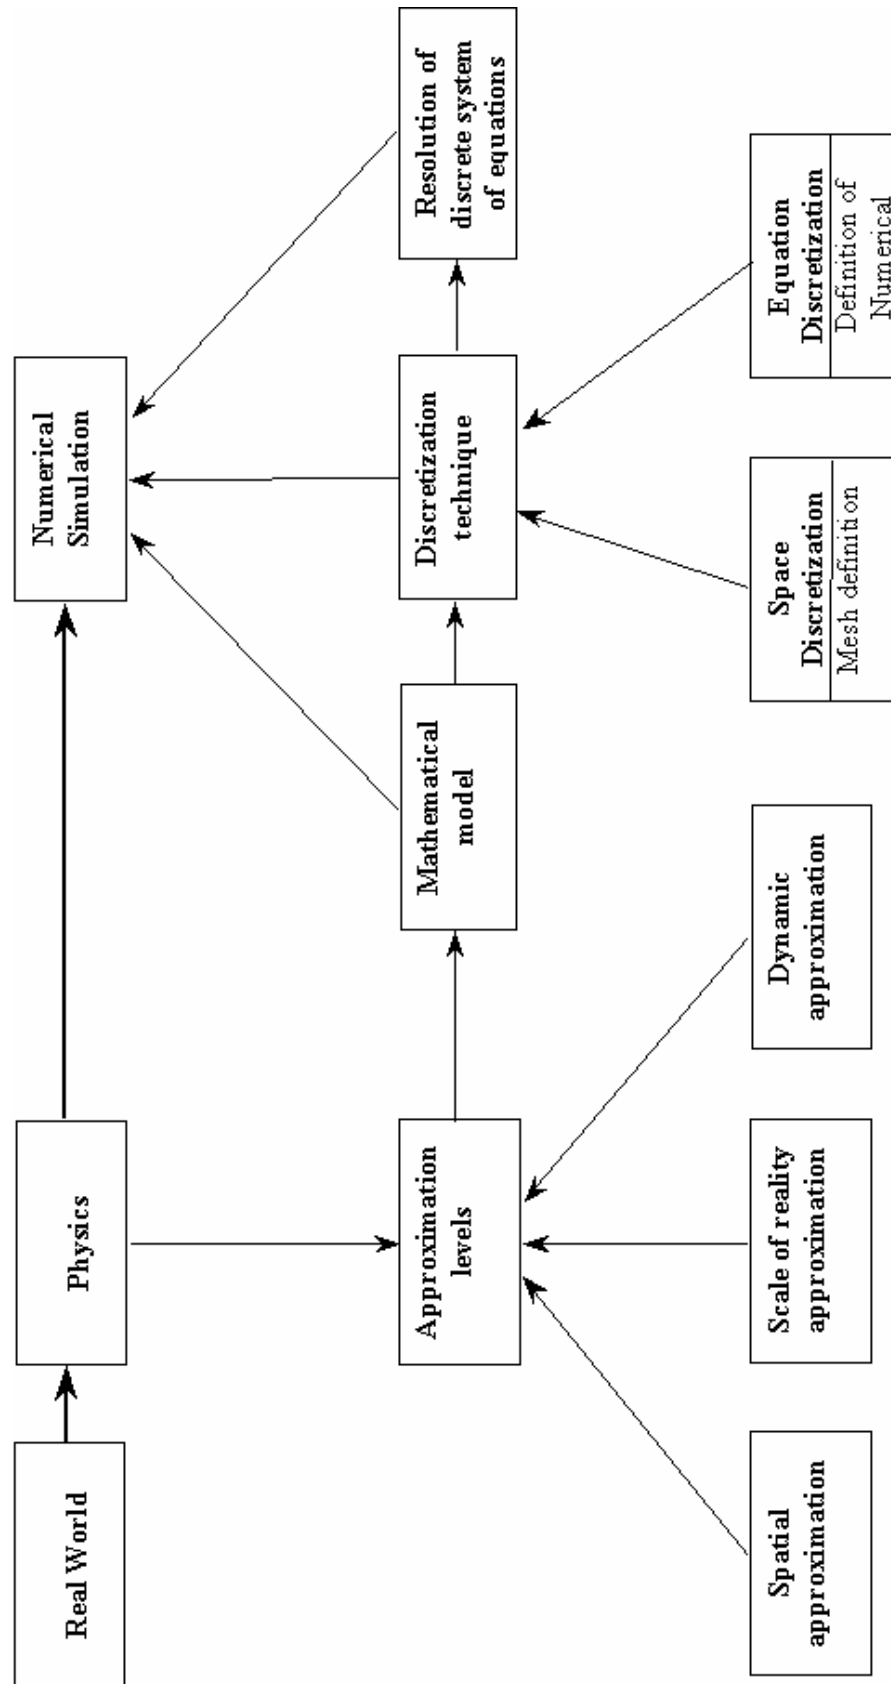 Real World
Physics
Numerical
Simulation
Approximation
levels
Mathematical
model
Discretization
technique
Resolution of
discrete system
of equations
Spatial
approximation
Scale of reality
approximation
Dynamic
approximation
Space
Discretization
Mesh definition
Equation
Discretization
Definition of
Numerical